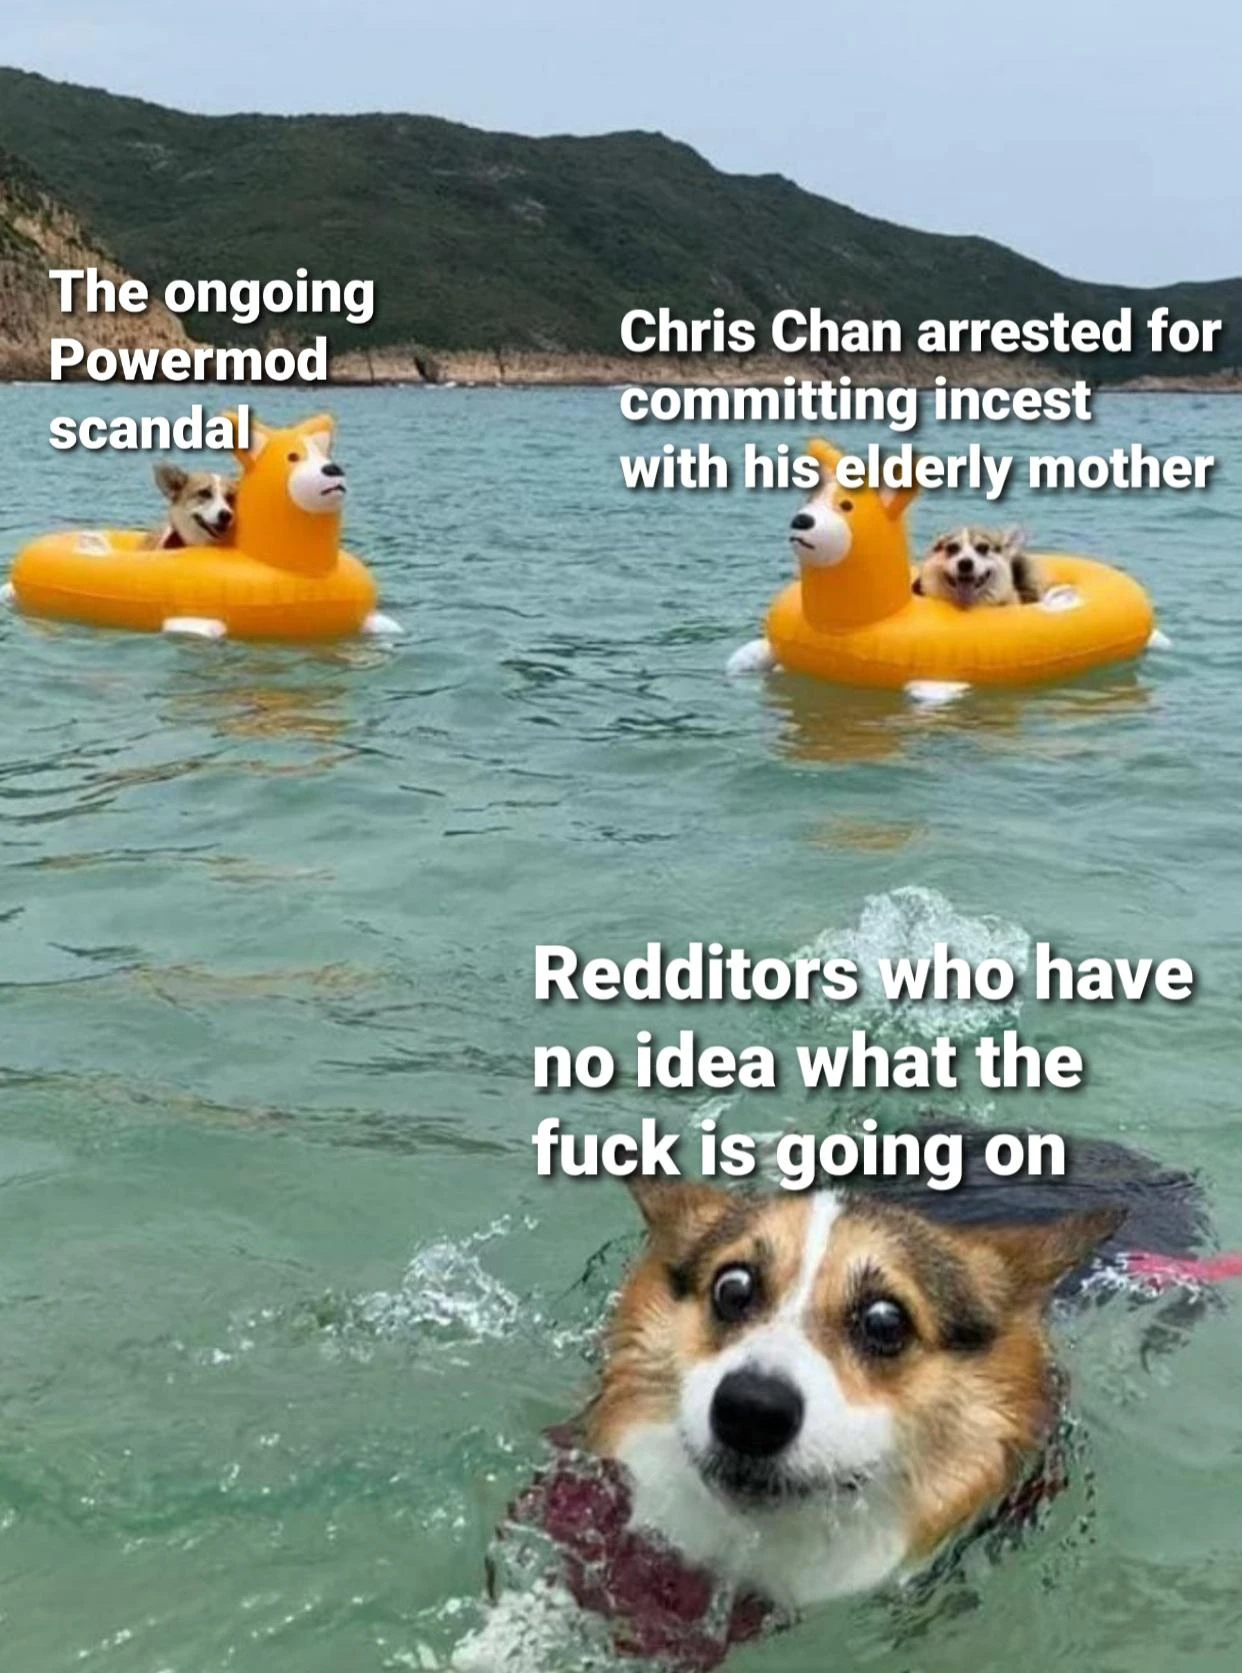 The ongoing
Powermod
scandal
Chris Chan arrested for
committing incest
with his elderly mother
Redditors who have
no idea what the
fuck is going on